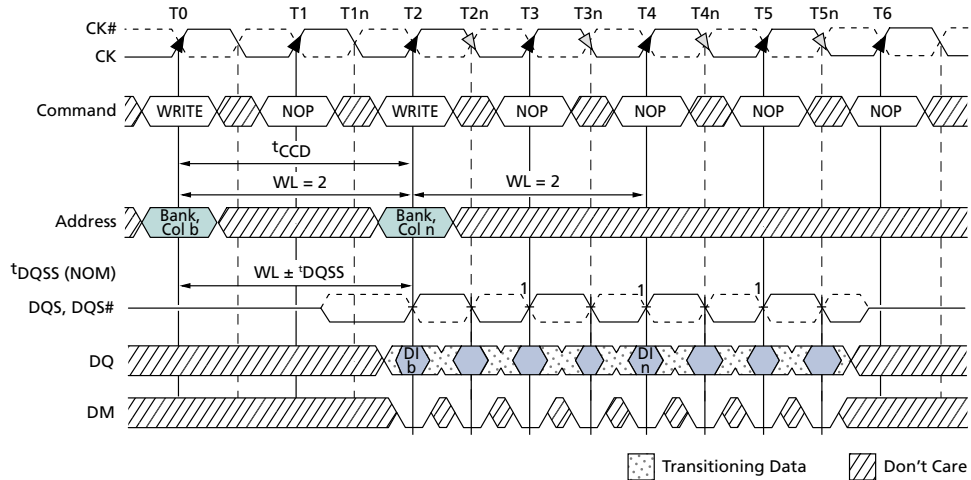 T0 T1 T1n T2 T2n T3 T3n T4 T4n T5 T5n T6
CK#
CK
Command WRITE NOP WRITE NOP NOP NOP NOP
tCCD
WL = 2 WL = 2
Address Bank, Col b Bank, Col n
tDQSS (NOM) WL ± tDQSS
DQS, DQS# 1 1 1
DQ DI b DI n
DM
Transitioning Data Don't Care